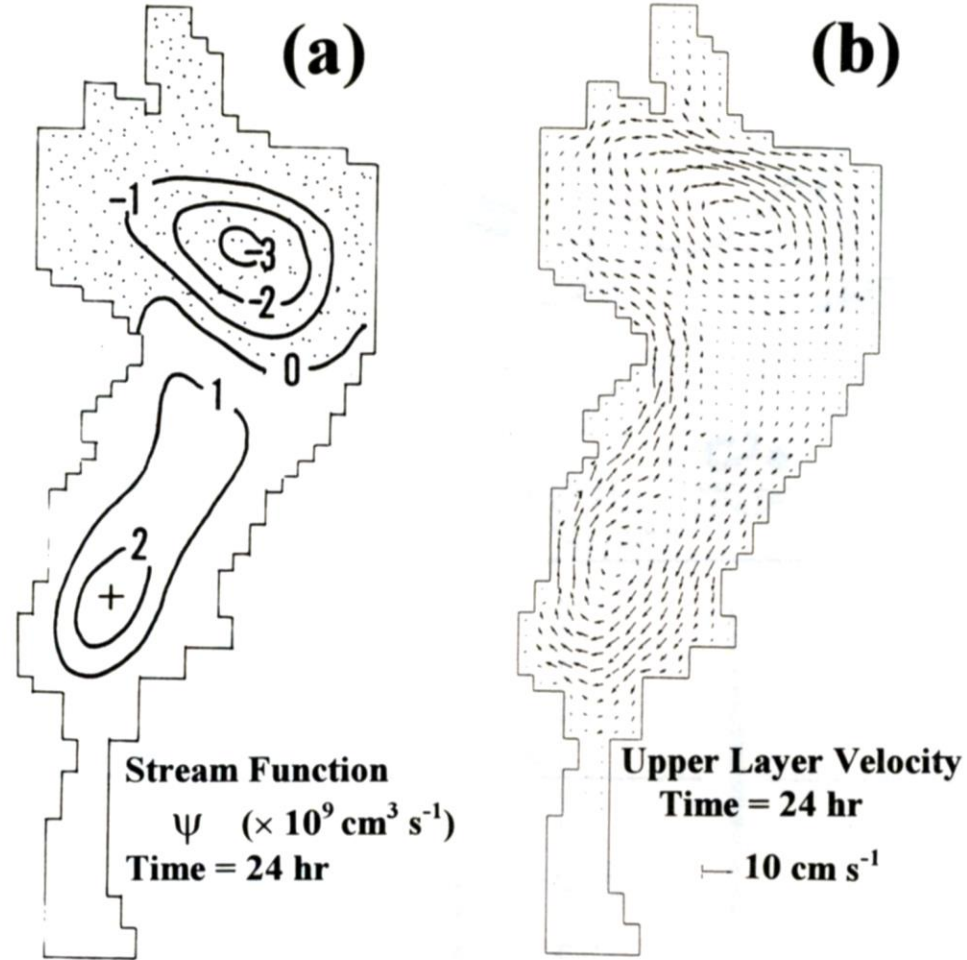 (a)
-1
-3
-2
0
1
2
+
Stream Function
ψ (× 10⁹ cm³ s⁻¹)
Time = 24 hr
(b)
Upper Layer Velocity
Time = 24 hr
10 cm s⁻¹